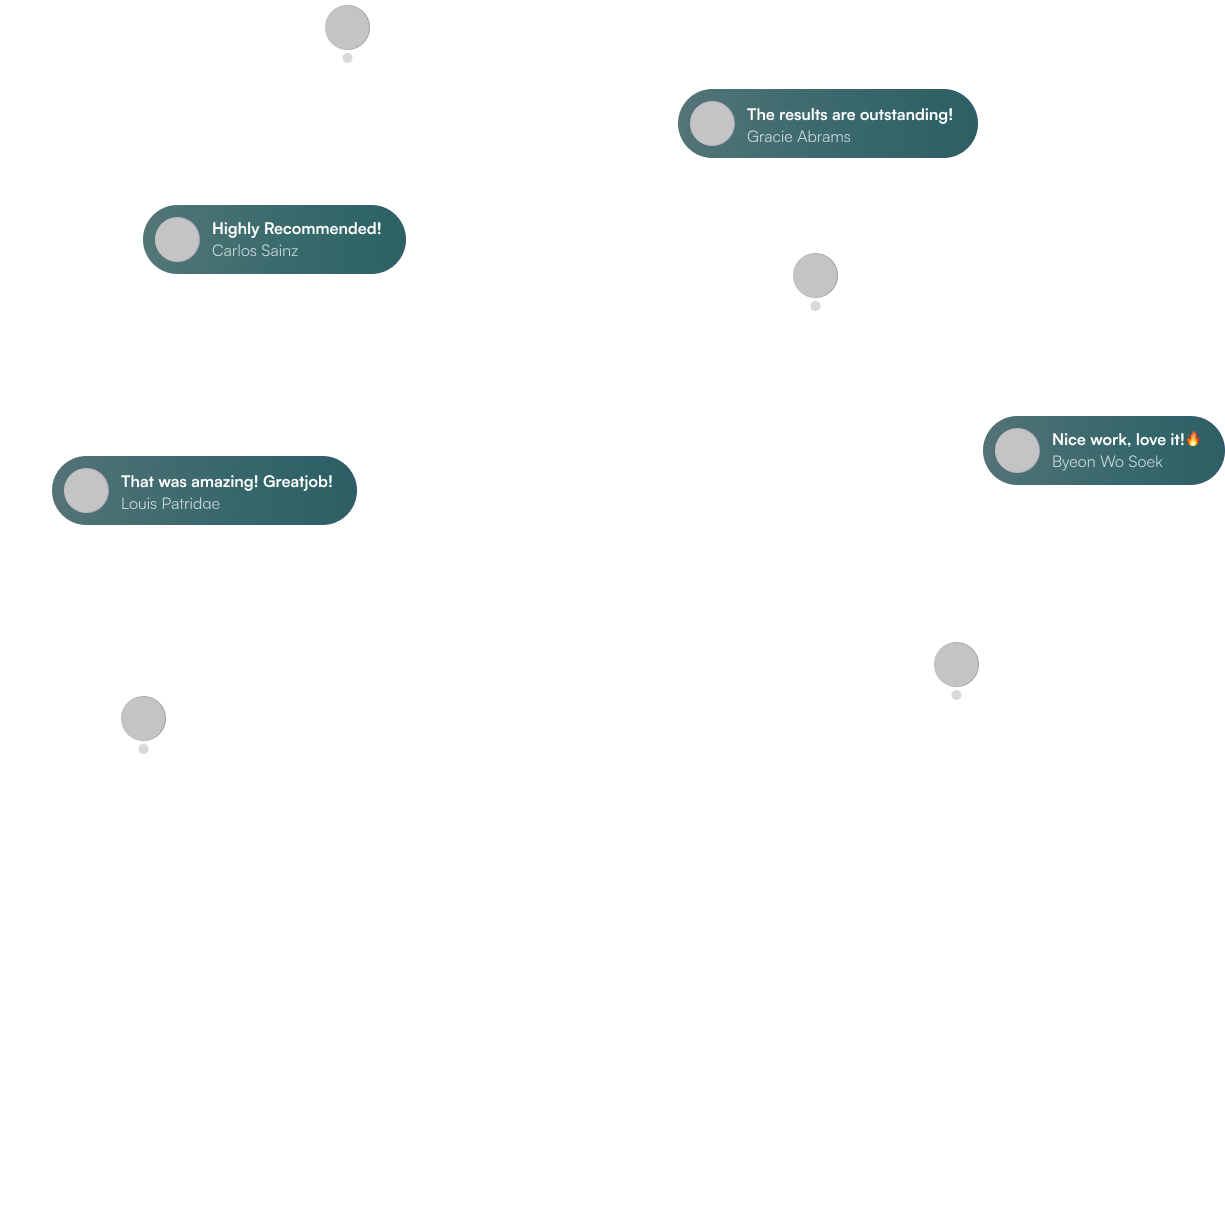 The results are outstanding!
Gracie Abrams
Highly Recommended!
Carlos Sainz
Nice work, love it!🔥
Byeon Wo Soek
That was amazing! Greatjob!
Louis Patridge